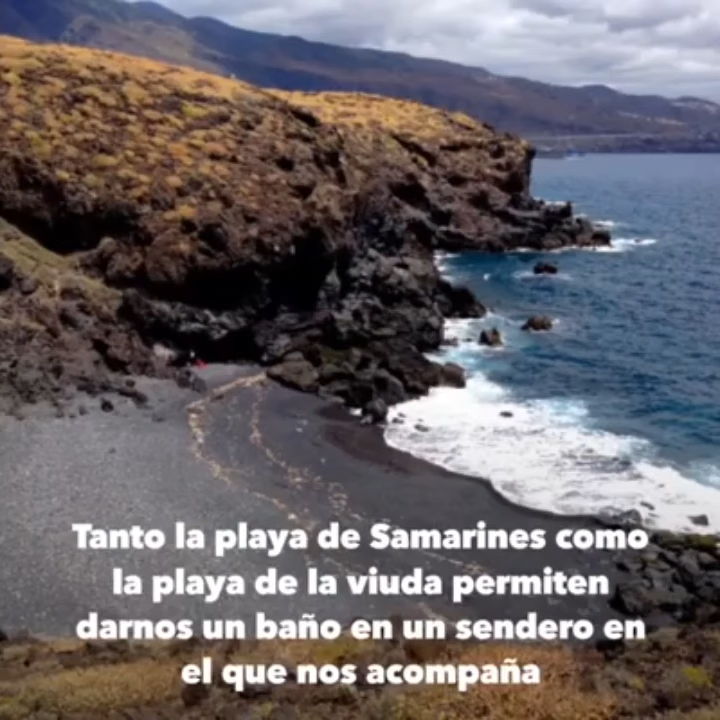 Tanto la playa de Samarines como
la playa de la viuda permiten
darnos un baño en un sendero en
el que nos acompaña